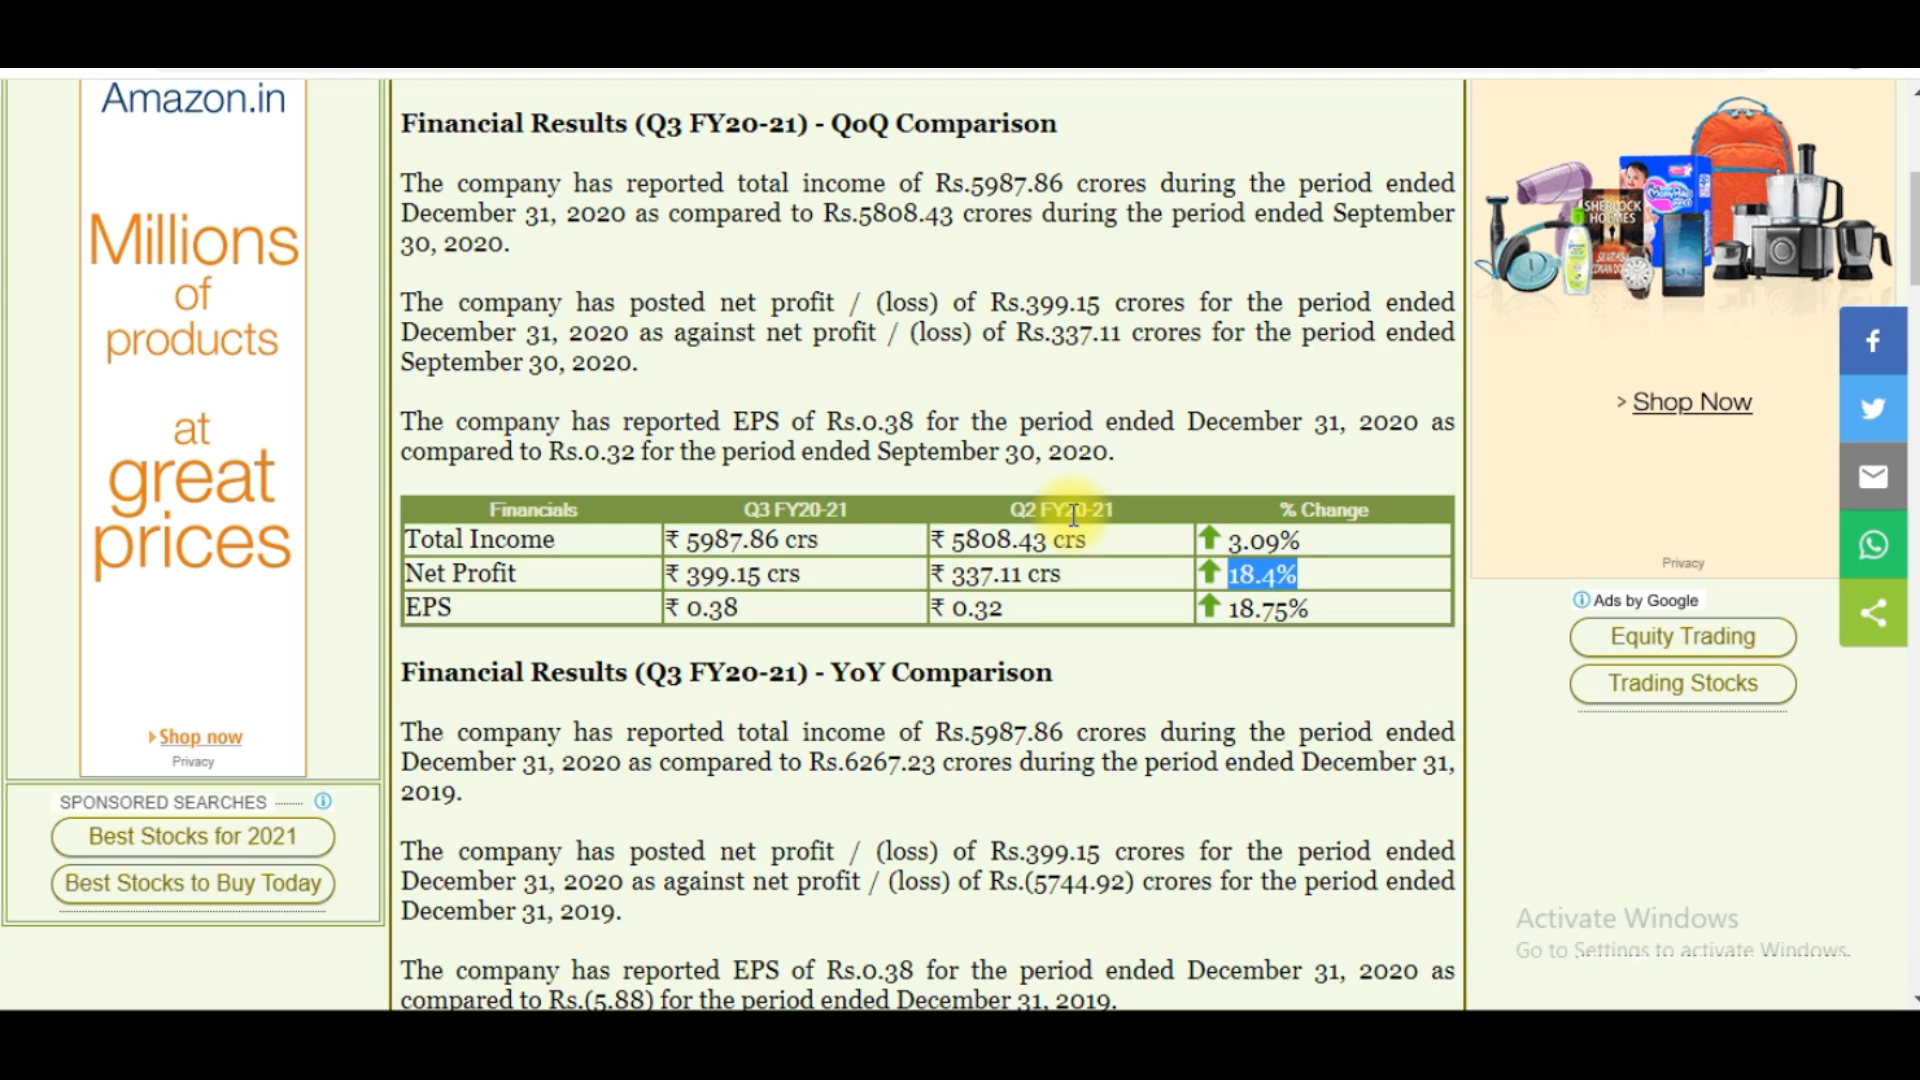 Amazon.in
Millions
of
products
at
great
prices
Shop now
Privacy
SPONSORED SEARCHES
Best Stocks for 2021
Best Stocks to Buy Today
Financial Results (Q3 FY20-21) - QoQ Comparison
The company has reported total income of Rs.5987.86 crores during the period ended
December 31, 2020 as compared to Rs.5808.43 crores during the period ended September
30, 2020.
The company has posted net profit / (loss) of Rs.399.15 crores for the period ended
December 31, 2020 as against net profit / (loss) of Rs.337.11 crores for the period ended
September 30, 2020.
The company has reported EPS of Rs.0.38 for the period ended December 31, 2020 as
compared to Rs.0.32 for the period ended September 30, 2020.
Financials Q3 FY20-21 Q2 FY20-21 % Change
Total Income ₹ 5987.86 crs ₹ 5808.43 crs 3.09%
Net Profit ₹ 399.15 crs ₹ 337.11 crs 18.4%
EPS ₹ 0.38 ₹ 0.32 18.75%
Financial Results (Q3 FY20-21) - YoY Comparison
The company has reported total income of Rs.5987.86 crores during the period ended
December 31, 2020 as compared to Rs.6267.23 crores during the period ended December 31,
2019.
The company has posted net profit / (loss) of Rs.399.15 crores for the period ended
December 31, 2020 as against net profit / (loss) of Rs.(5744.92) crores for the period ended
December 31, 2019.
The company has reported EPS of Rs.0.38 for the period ended December 31, 2020 as
compared to Rs.(5.88) for the period ended December 31, 2019.
SHERLOCK
HOLMES
> Shop Now
Privacy
Ads by Google
Equity Trading
Trading Stocks
Activate Windows
Go to Settings to activate Windows.